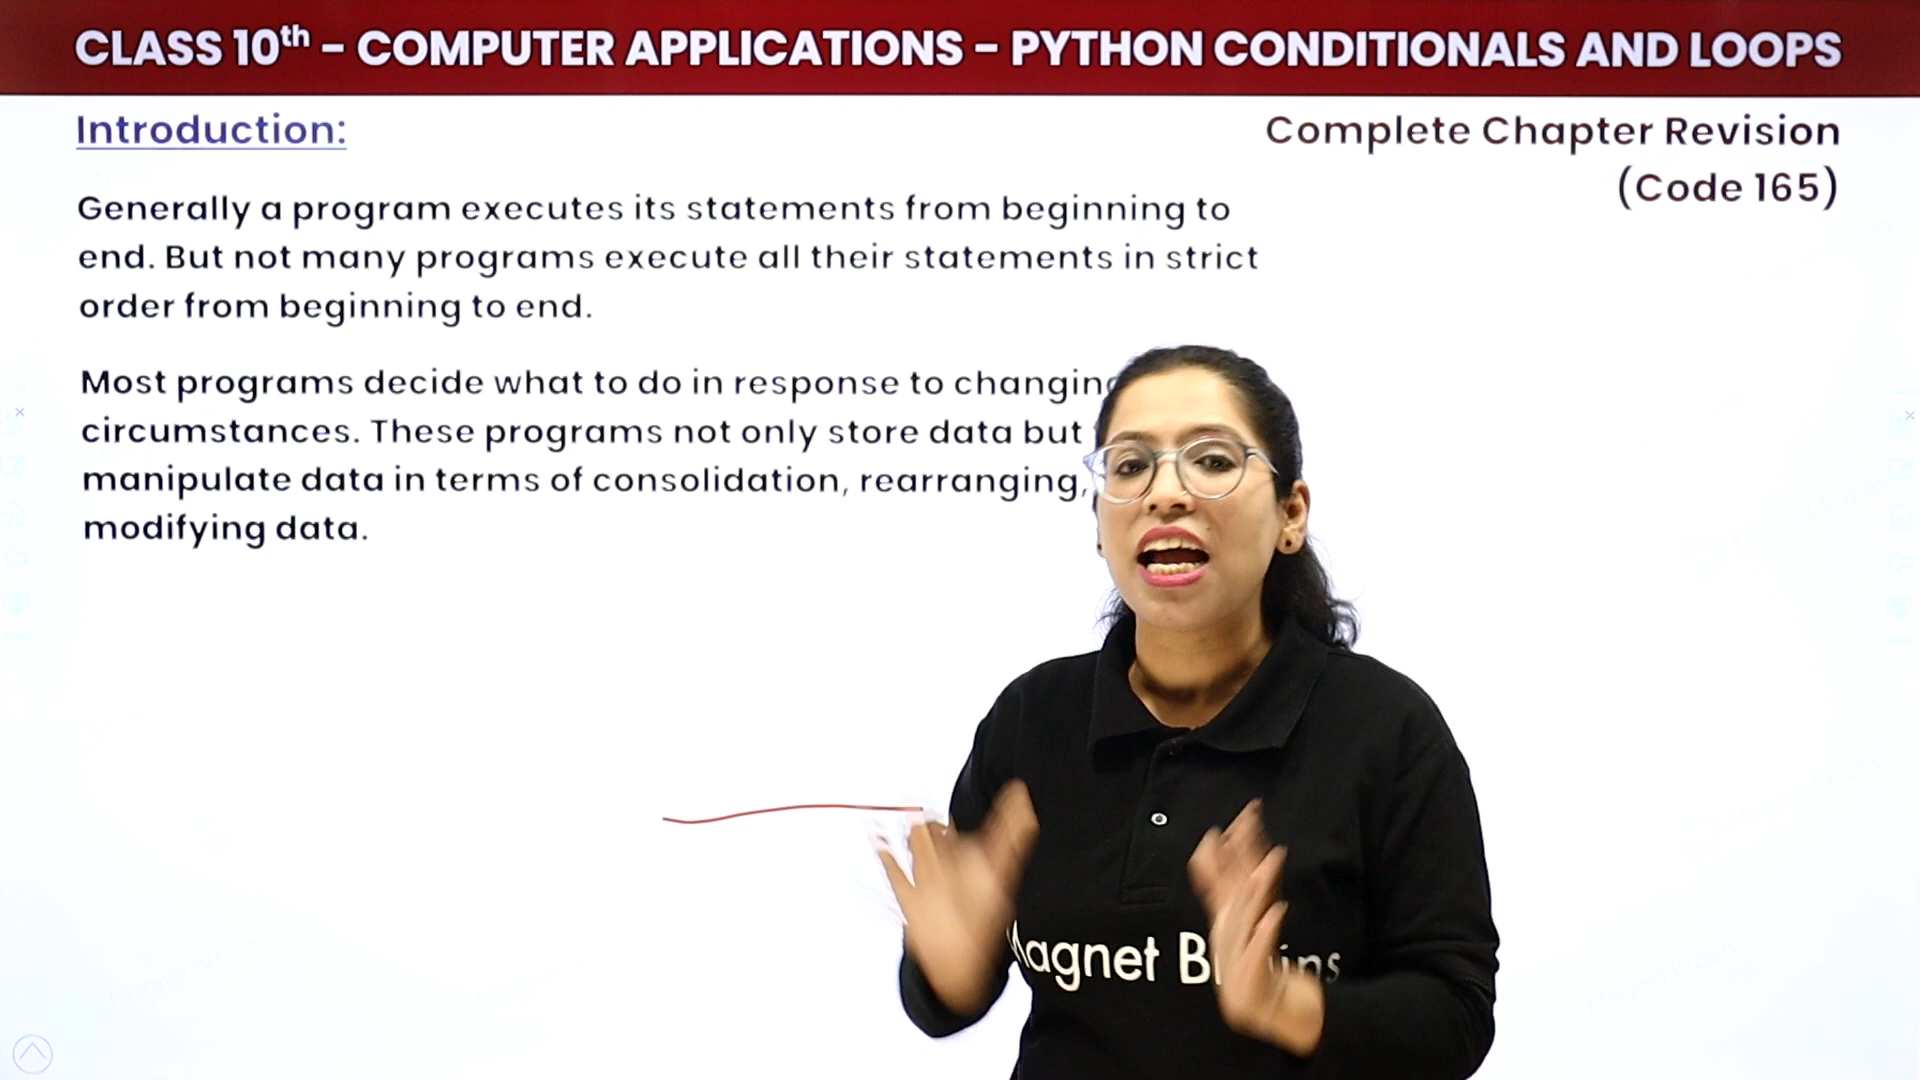 CLASS 10th – COMPUTER APPLICATIONS – PYTHON CONDITIONALS AND LOOPS
Introduction:
Complete Chapter Revision
(Code 165)
Generally a program executes its statements from beginning to
end. But not many programs execute all their statements in strict
order from beginning to end.
Most programs decide what to do in response to changing
circumstances. These programs not only store data but
manipulate data in terms of consolidation, rearranging,
modifying data.
Magnet